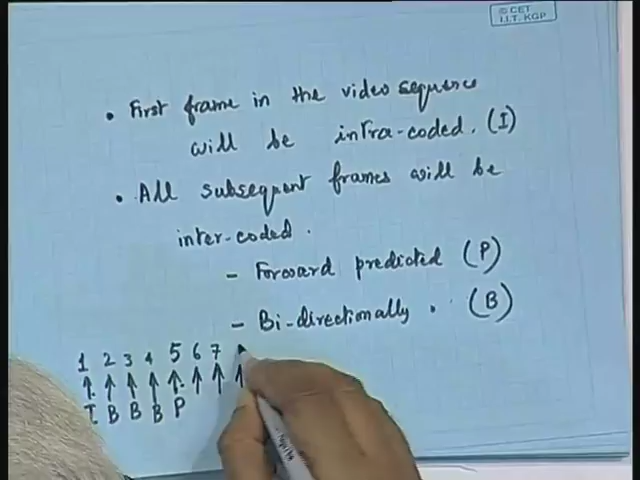 © CET
I.I.T. KGP
• First frame in the video sequence
will be intra-coded. (I)
• All subsequent frames will be
inter-coded.
- Forward predicted (P)
- Bi-directionally . (B)
1 2 3 4 5 6 7
↑ ↑ ↑ ↑ ↑ ↑ ↑ ↑
I B B B P